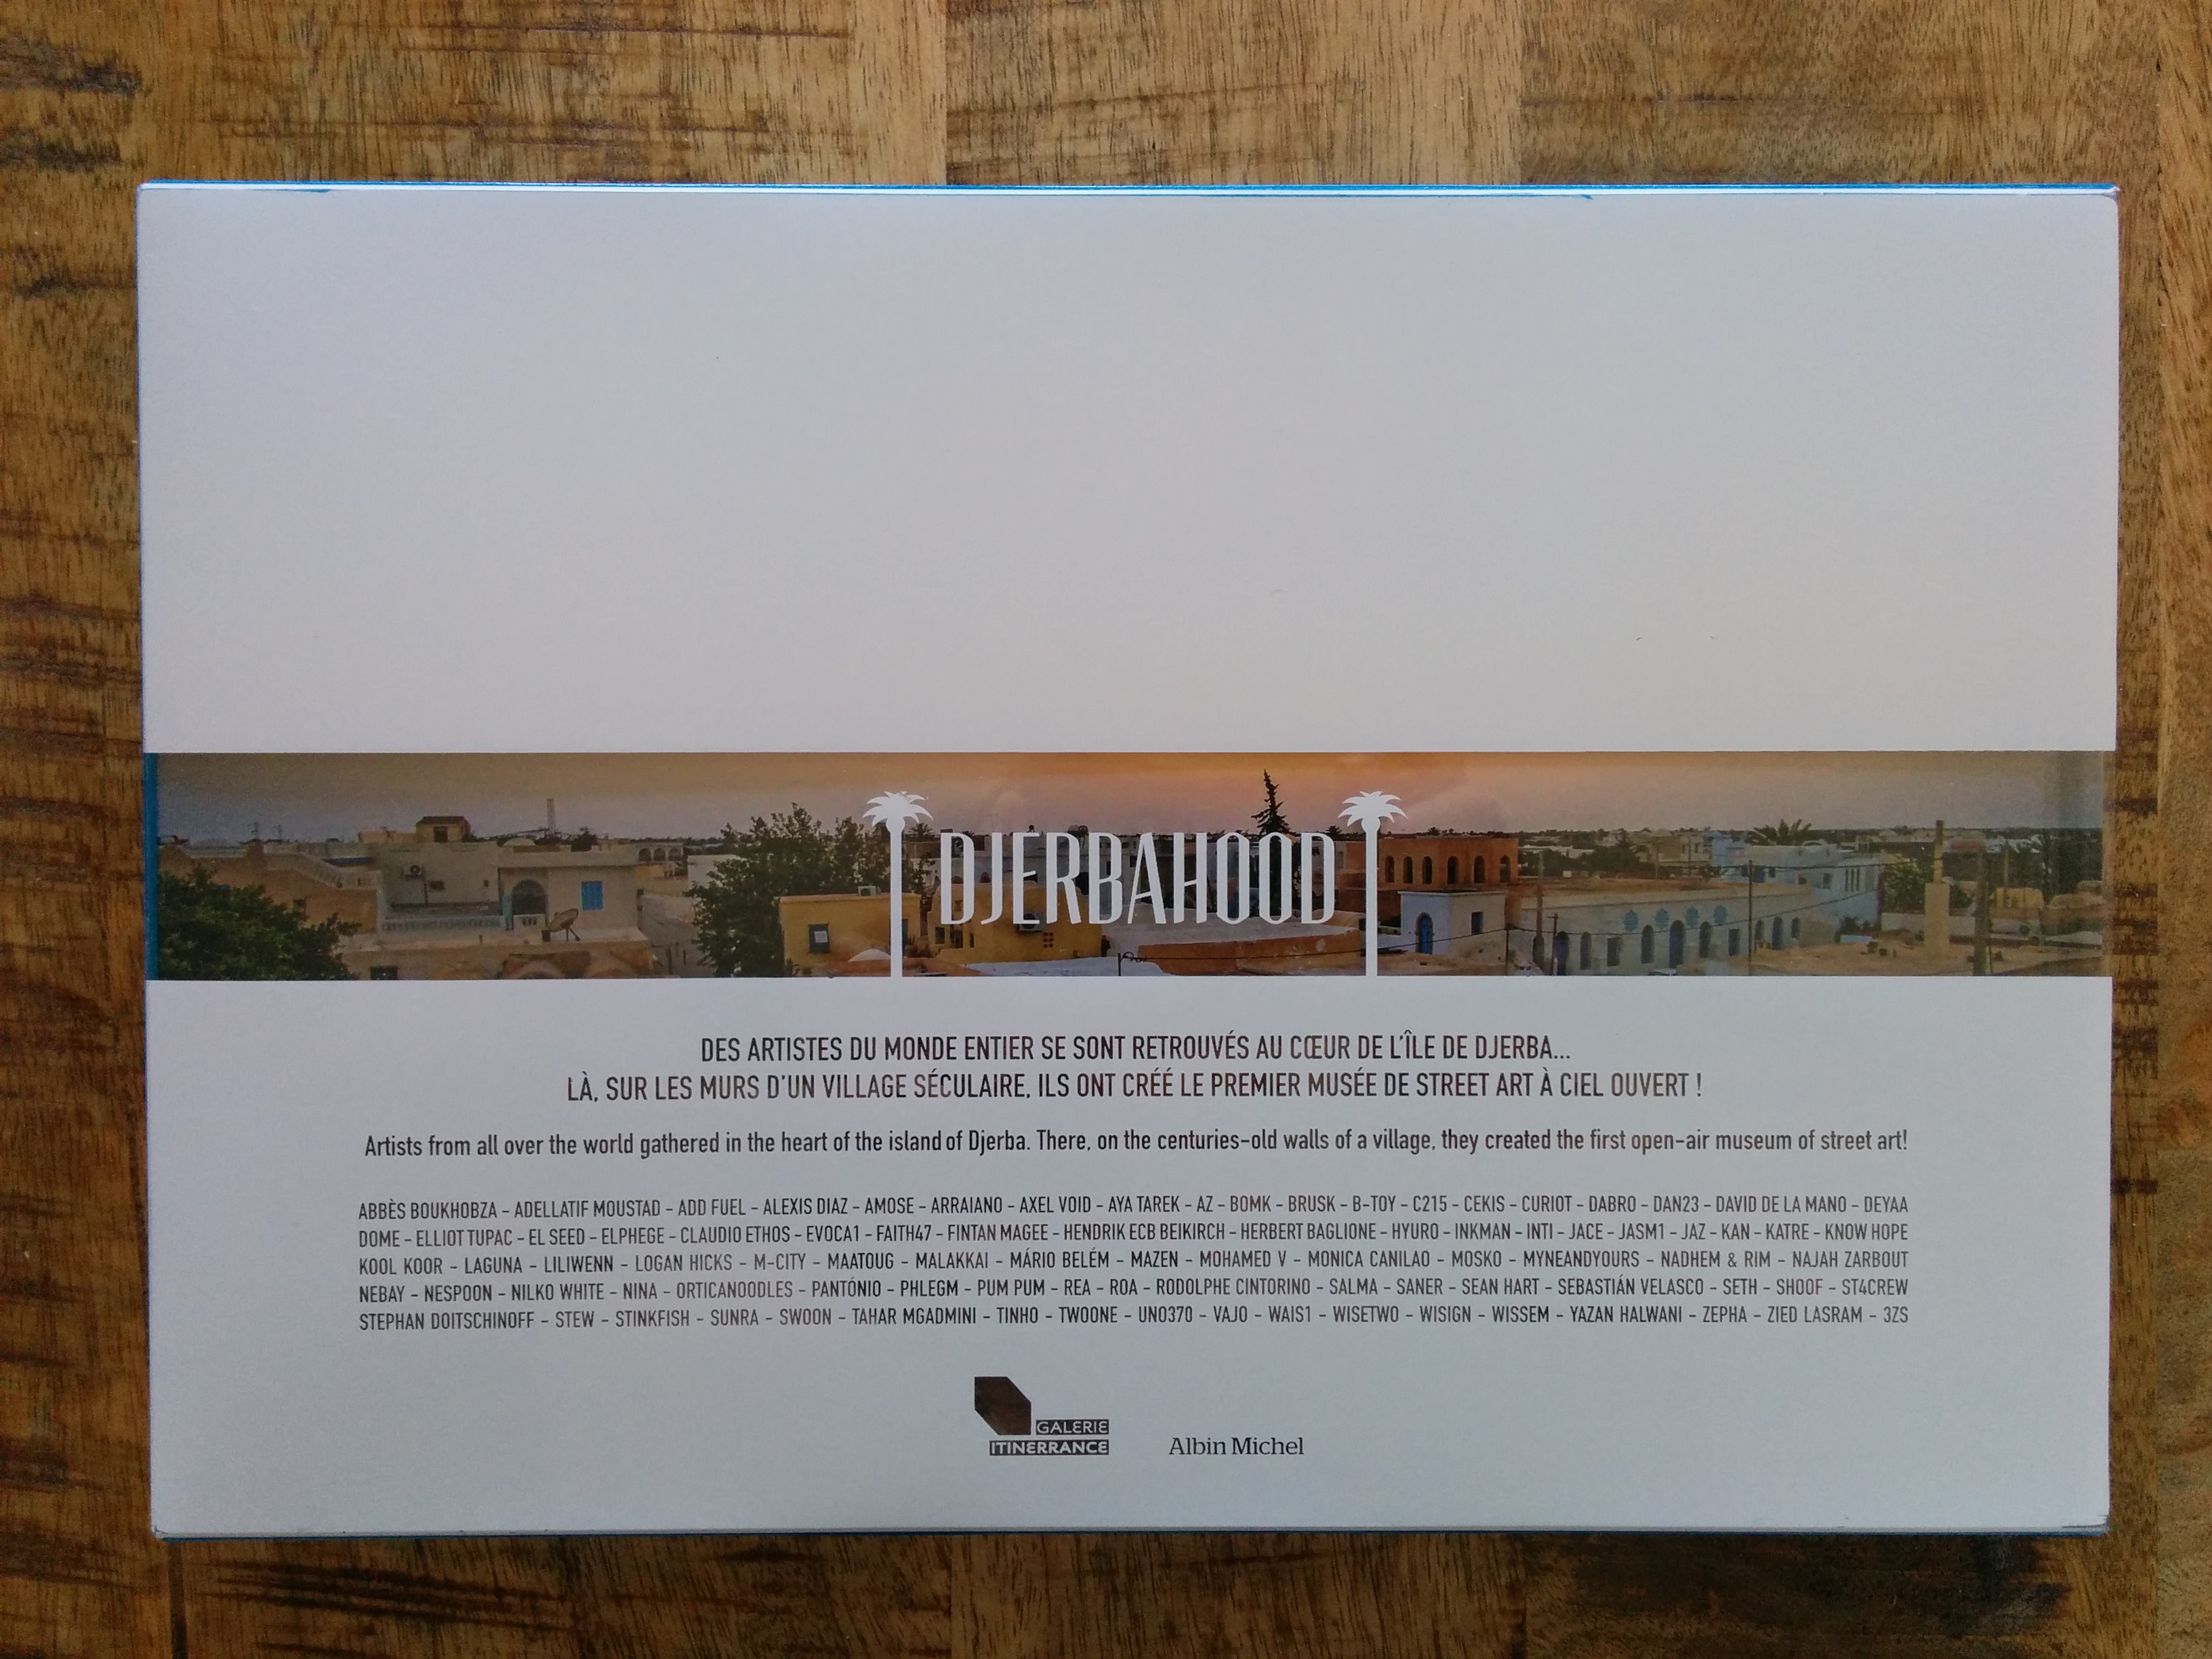 DJERBAHOOD
DES ARTISTES DU MONDE ENTIER SE SONT RETROUVÉS AU CŒUR DE L'ÎLE DE DJERBA...
LÀ, SUR LES MURS D'UN VILLAGE SÉCULAIRE, ILS ONT CRÉÉ LE PREMIER MUSÉE DE STREET ART À CIEL OUVERT !
Artists from all over the world gathered in the heart of the island of Djerba. There, on the centuries-old walls of a village, they created the first open-air museum of street art!
ABBÈS BOUKHOBZA - ADELLATIF MOUSTAD - ADD FUEL - ALEXIS DIAZ - AMOSE - ARRAIANO - AXEL VOID - AYA TAREK - AZ - BOMK - BRUSK - B-TOY - C215 - CEKIS - CURIOT - DABRO - DAN23 - DAVID DE LA MANO - DEYAA
DOME - ELLIOT TUPAC - EL SEED - ELPHEGE - CLAUDIO ETHOS - EVOCA1 - FAITH47 - FINTAN MAGEE - HENDRIK ECB BEIKIRCH - HERBERT BAGLIONE - HYURO - INKMAN - INTI - JACE - JASM1 - JAZ - KAN - KATRE - KNOW HOPE
KOOL KOOR - LAGUNA - LILIWENN - LOGAN HICKS - M-CITY - MAATOUG - MALAKKAI - MÁRIO BELÉM - MAZEN - MOHAMED V - MONICA CANILAO - MOSKO - MYNEANDYOURS - NADHEM & RIM - NAJAH ZARBOUT
NEBAY - NESPOON - NILKO WHITE - NINA - ORTICANOODLES - PANTÓNIO - PHLEGM - PUM PUM - REA - ROA - RODOLPHE CINTORINO - SALMA - SANER - SEAN HART - SEBASTIÁN VELASCO - SETH - SHOOF - ST4CREW
STEPHAN DOITSCHINOFF - STEW - STINKFISH - SUNRA - SWOON - TAHAR MGADMINI - TINHO - TWOONE - UNO370 - VAJO - WAIS1 - WISETWO - WISIGN - WISSEM - YAZAN HALWANI - ZEPHA - ZIED LASRAM - 3ZS
GALERIE
ITINERRANCE
Albin Michel